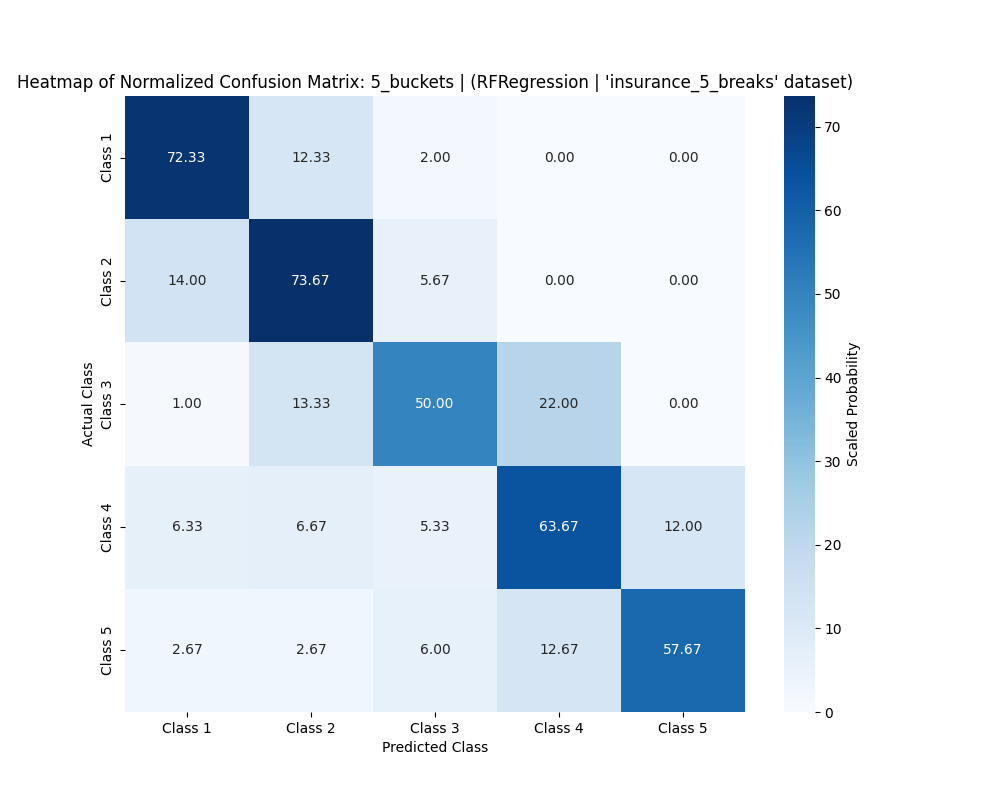 Heatmap of Normalized Confusion Matrix: 5_buckets | (RFRegression | 'insurance_5_breaks' dataset)
Class 1
72.33 12.33 2.00 0.00 0.00
Class 2
14.00 73.67 5.67 0.00 0.00
Actual Class
Class 3
1.00 13.33 50.00 22.00 0.00
Class 4
6.33 6.67 5.33 63.67 12.00
Class 5
2.67 2.67 6.00 12.67 57.67
Class 1 Class 2 Class 3 Class 4 Class 5
Predicted Class
70
60
50
40
30
20
10
0
Scaled Probability